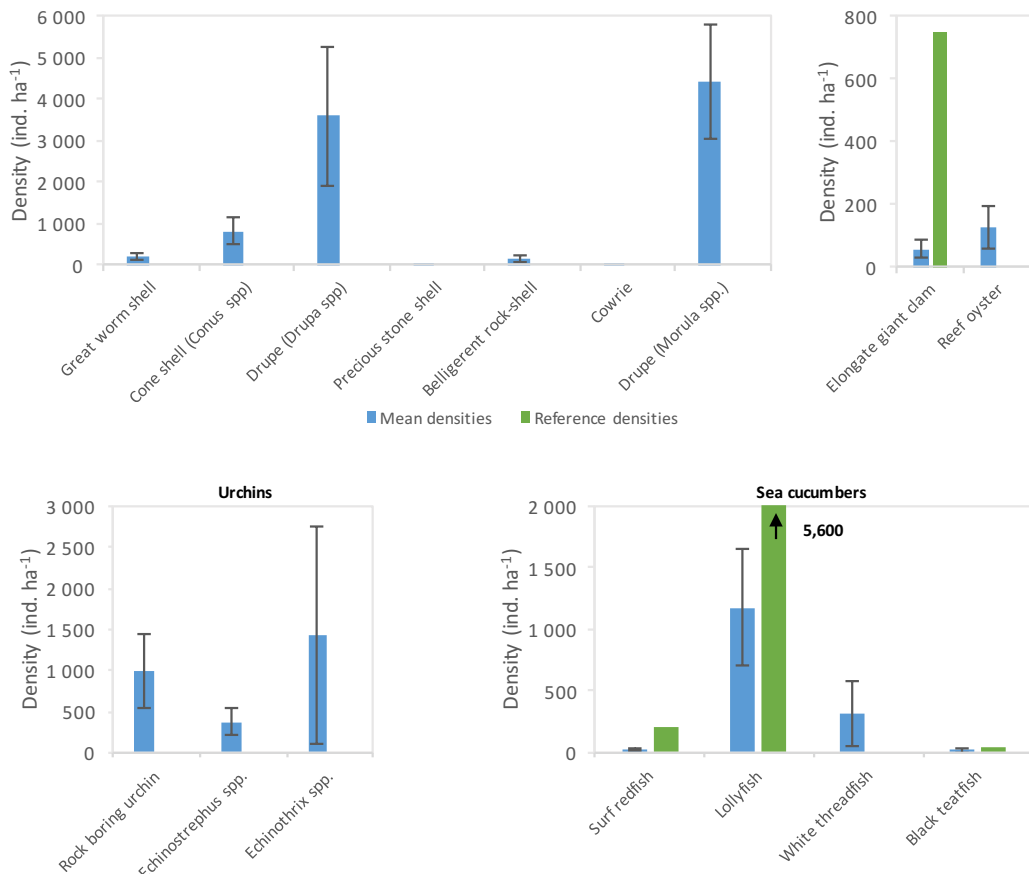 6 000
5 000
4 000
3 000
2 000
1 000
0
Density (ind. ha⁻¹)
Great worm shell
Cone shell (Conus spp)
Drupe (Drupa spp)
Precious stone shell
Belligerent rock-shell
Cowrie
Drupe (Morula spp.)
800
600
400
200
0
Density (ind. ha⁻¹)
Elongate giant clam
Reef oyster
Mean densities
Reference densities
Urchins
3 000
2 500
2 000
1 500
1 000
500
0
Density (ind. ha⁻¹)
Rock boring urchin
Echinostrephus spp.
Echinothrix spp.
Sea cucumbers
2 000
1 500
1 000
500
0
Density (ind. ha⁻¹)
5,600
Surf redfish
Lollyfish
White threadfish
Black teatfish